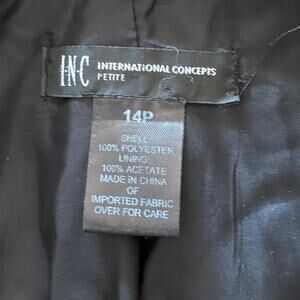 I·N·C INTERNATIONAL CONCEPTS
PETITE
14P
SHELL:
100% POLYESTER
LINING:
100% ACETATE
MADE IN CHINA
OF
IMPORTED FABRIC
OVER FOR CARE